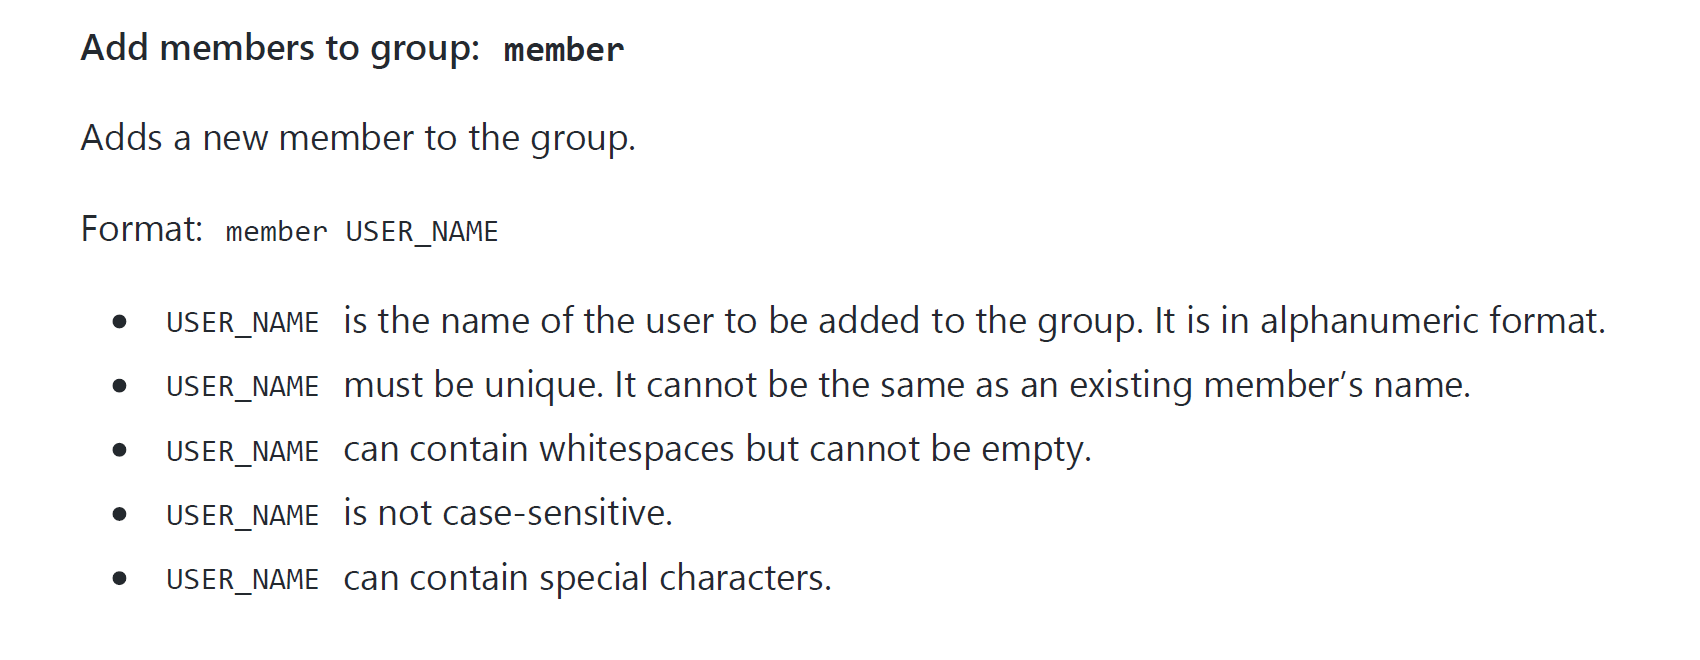 Add members to group: member
Adds a new member to the group.
Format: member USER_NAME
• USER_NAME is the name of the user to be added to the group. It is in alphanumeric format.
• USER_NAME must be unique. It cannot be the same as an existing member’s name.
• USER_NAME can contain whitespaces but cannot be empty.
• USER_NAME is not case-sensitive.
• USER_NAME can contain special characters.